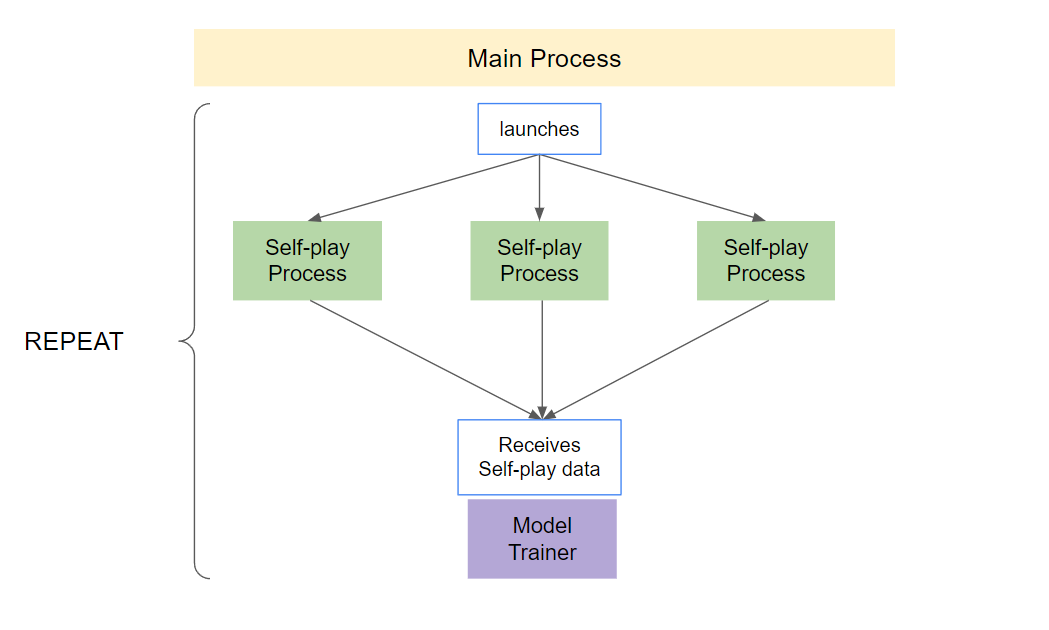 Main Process
launches
Self-play
Process
Self-play
Process
Self-play
Process
REPEAT
Receives
Self-play data
Model
Trainer